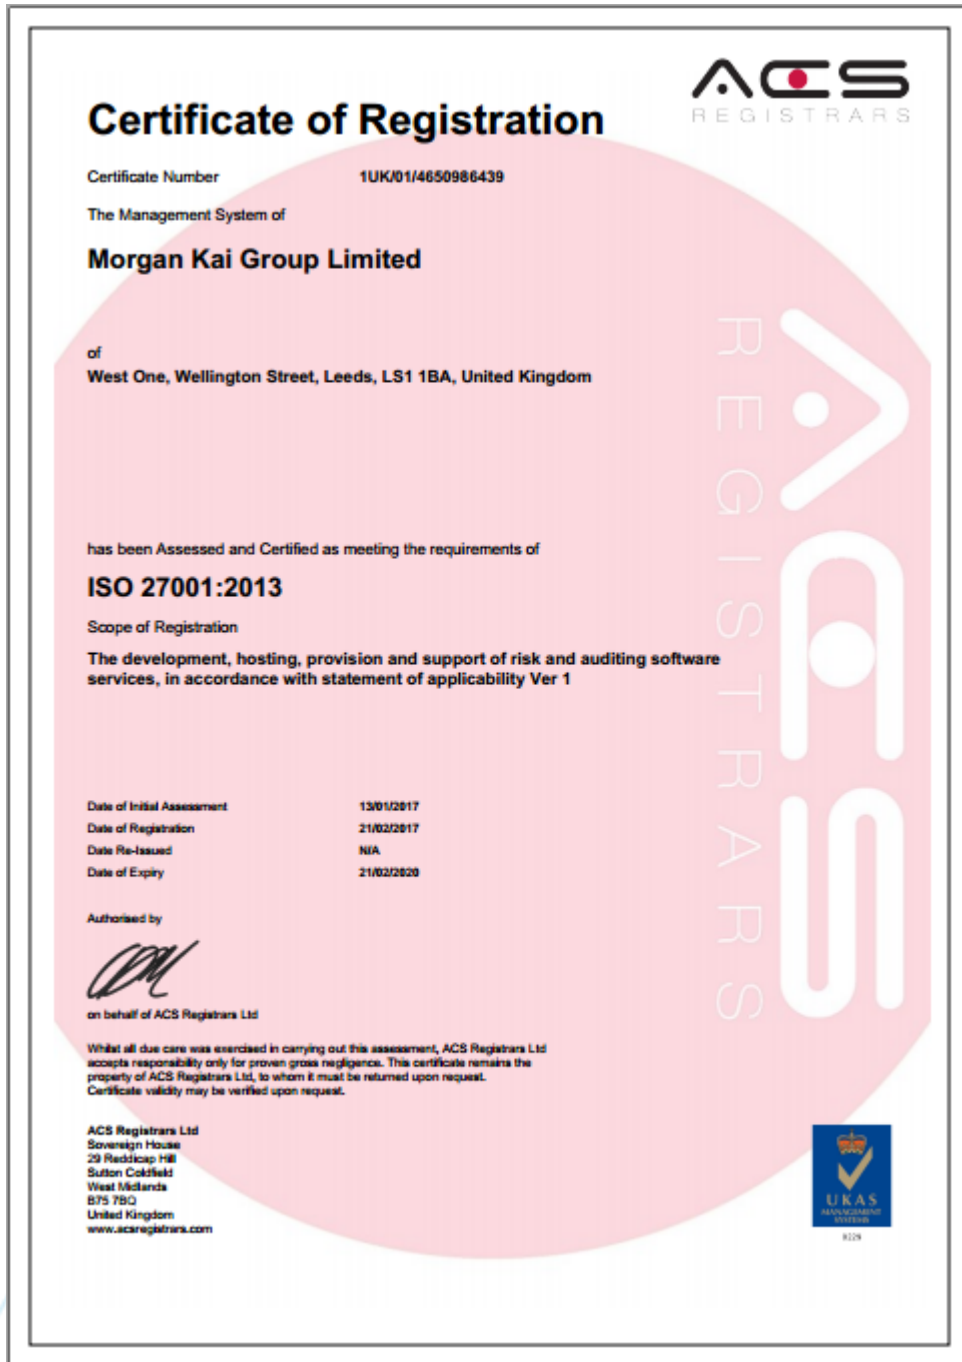 ACS
REGISTRARS
Certificate of Registration
Certificate Number 1UK/01/4650986439
The Management System of
Morgan Kai Group Limited
of
West One, Wellington Street, Leeds, LS1 1BA, United Kingdom
has been Assessed and Certified as meeting the requirements of
ISO 27001:2013
Scope of Registration
The development, hosting, provision and support of risk and auditing software
services, in accordance with statement of applicability Ver 1
Date of Initial Assessment 13/01/2017
Date of Registration 21/02/2017
Date Re-Issued N/A
Date of Expiry 21/02/2020
Authorised by
on behalf of ACS Registrars Ltd
Whilst all due care was exercised in carrying out this assessment, ACS Registrars Ltd
accepts responsibility only for proven gross negligence. This certificate remains the
property of ACS Registrars Ltd, to whom it must be returned upon request.
Certificate validity may be verified upon request.
ACS Registrars Ltd
Sovereign House
29 Reddicap Hill
Sutton Coldfield
West Midlands
B75 7BQ
United Kingdom
www.acsregistrars.com
ACS
REGISTRARS
UKAS
MANAGEMENT
SYSTEMS